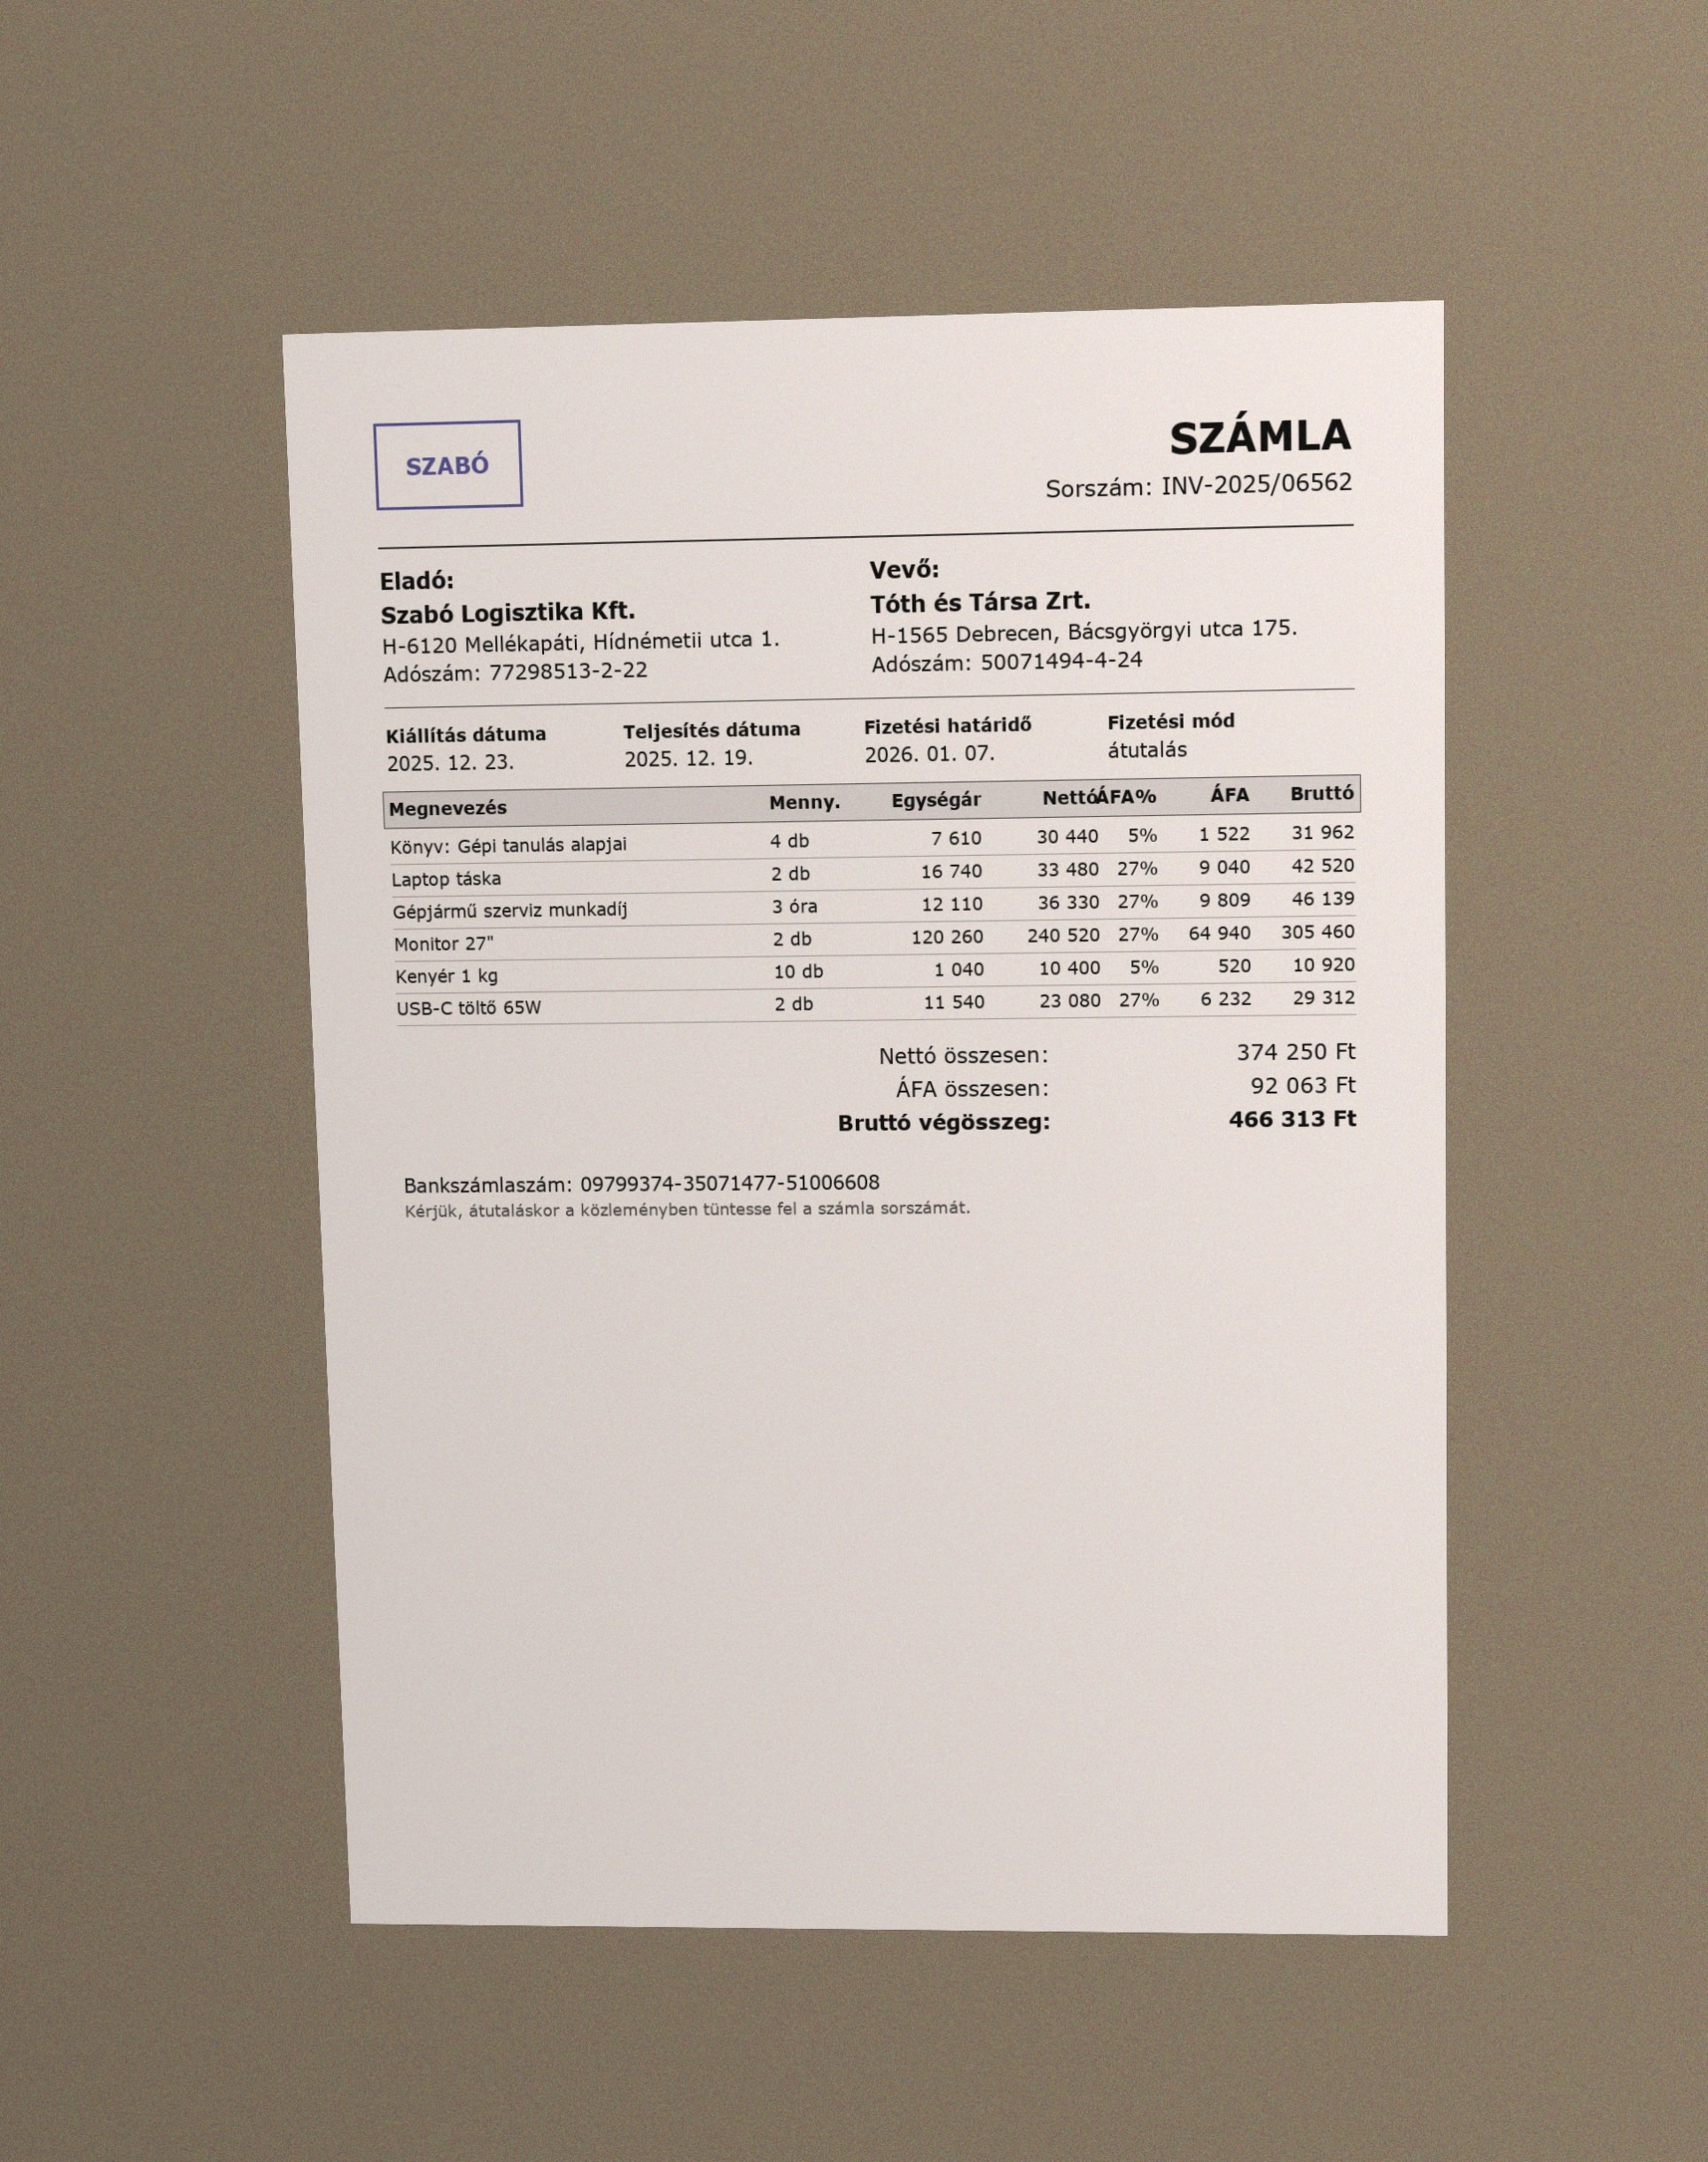 SZABÓ
SZÁMLA
Sorszám: INV-2025/06562
Eladó:
Szabó Logisztika Kft.
H-6120 Mellékapáti, Hídnémetii utca 1.
Adószám: 77298513-2-22
Vevő:
Tóth és Társa Zrt.
H-1565 Debrecen, Bácsgyörgyi utca 175.
Adószám: 50071494-4-24
Kiállítás dátuma Teljesítés dátuma Fizetési határidő Fizetési mód
2025. 12. 23. 2025. 12. 19. 2026. 01. 07. átutalás
Megnevezés Menny. Egységár Nettó ÁFA% ÁFA Bruttó
Könyv: Gépi tanulás alapjai 4 db 7 610 30 440 5% 1 522 31 962
Laptop táska 2 db 16 740 33 480 27% 9 040 42 520
Gépjármű szerviz munkadíj 3 óra 12 110 36 330 27% 9 809 46 139
Monitor 27" 2 db 120 260 240 520 27% 64 940 305 460
Kenyér 1 kg 10 db 1 040 10 400 5% 520 10 920
USB-C töltő 65W 2 db 11 540 23 080 27% 6 232 29 312
Nettó összesen: 374 250 Ft
ÁFA összesen: 92 063 Ft
Bruttó végösszeg: 466 313 Ft
Bankszámlaszám: 09799374-35071477-51006608
Kérjük, átutaláskor a közleményben tüntesse fel a számla sorszámát.